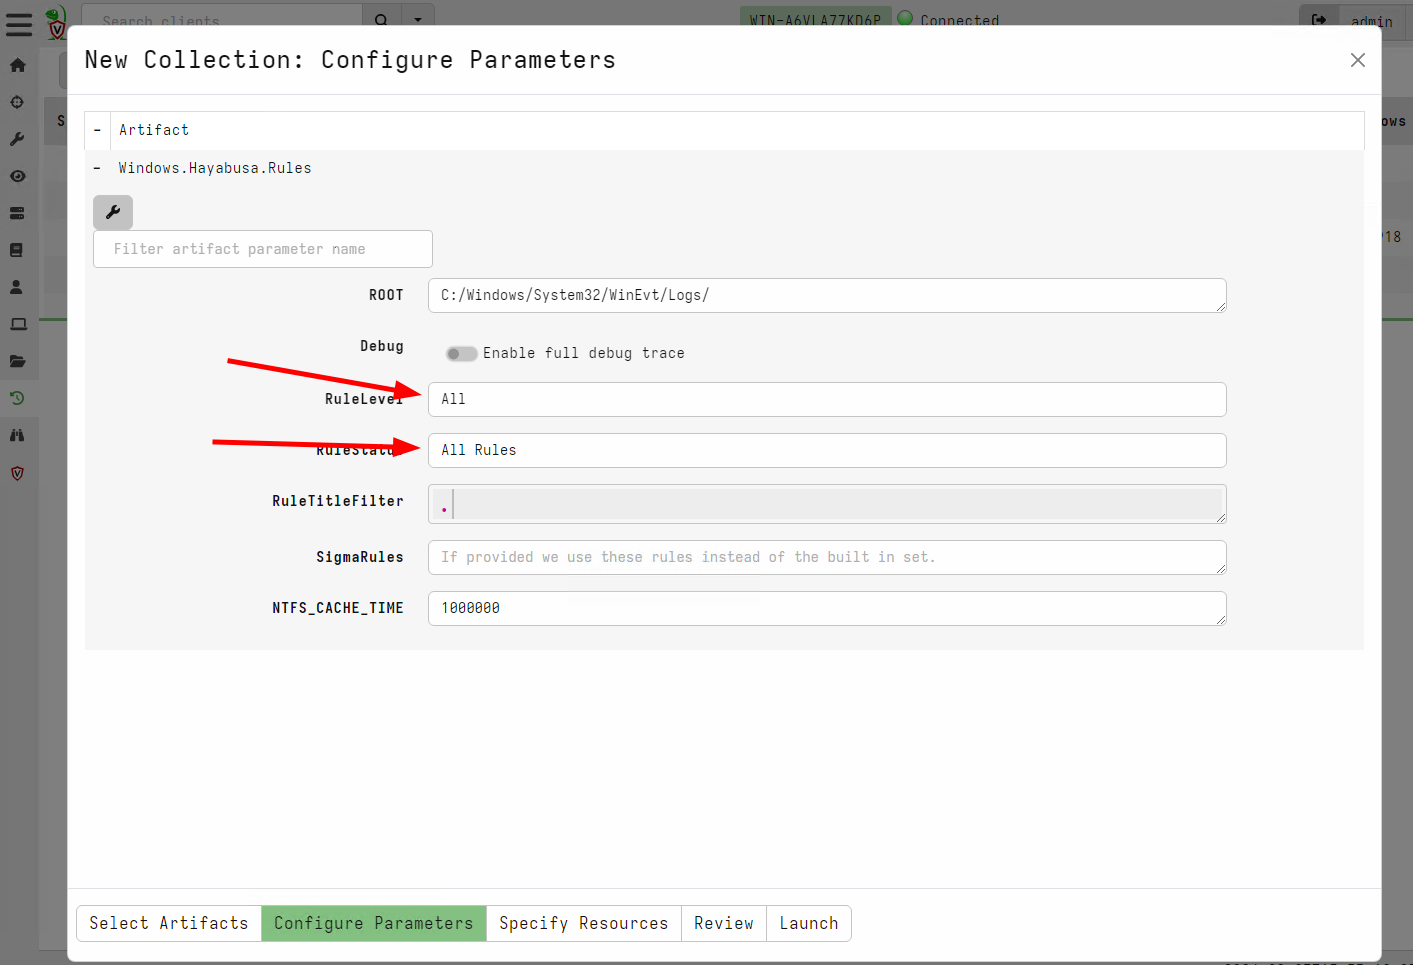 Search clients
WIN-A6VLA77KD6P
Connected
admin
New Collection: Configure Parameters
- Artifact
- Windows.Hayabusa.Rules
Filter artifact parameter name
ROOT
C:/Windows/System32/WinEvt/Logs/
Debug
Enable full debug trace
RuleLevel
All
RuleStatus
All Rules
RuleTitleFilter
.
SigmaRules
If provided we use these rules instead of the built in set.
NTFS_CACHE_TIME
1000000
Select Artifacts
Configure Parameters
Specify Resources
Review
Launch